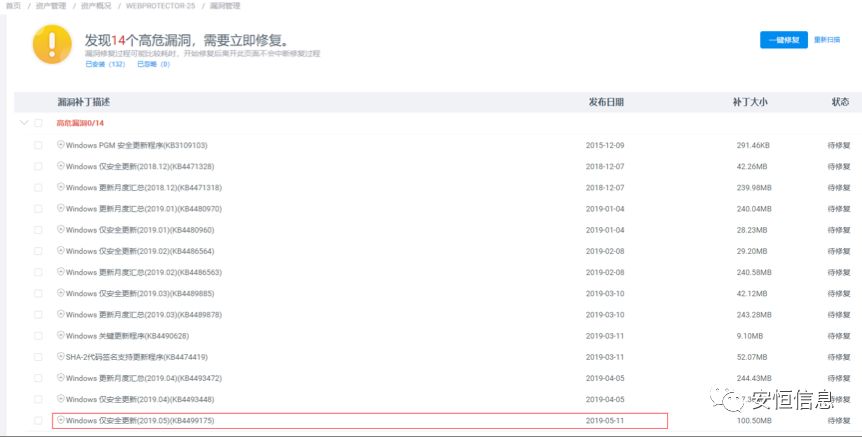 首页 / 资产管理 / 资产概况 / WEBPROTECTOR-25 / 漏洞管理
发现14个高危漏洞，需要立即修复。
漏洞修复过程可能比较耗时，开始修复后离开此页面不会中断修复过程
已安装（132） 已忽略（0）
一键修复 重新扫描
漏洞补丁描述 发布日期 补丁大小 状态
高危漏洞0/14
Windows PGM 安全更新程序(KB3109103) 2015-12-09 291.46KB 待修复
Windows 仅安全更新(2018.12)(KB4471328) 2018-12-07 42.26MB 待修复
Windows 更新月度汇总(2018.12)(KB4471318) 2018-12-07 239.98MB 待修复
Windows 更新月度汇总(2019.01)(KB4480970) 2019-01-04 240.04MB 待修复
Windows 仅安全更新(2019.01)(KB4480960) 2019-01-04 28.23MB 待修复
Windows 仅安全更新(2019.02)(KB4486564) 2019-02-08 29.20MB 待修复
Windows 更新月度汇总(2019.02)(KB4486563) 2019-02-08 240.58MB 待修复
Windows 仅安全更新(2019.03)(KB4489885) 2019-03-10 42.12MB 待修复
Windows 更新月度汇总(2019.03)(KB4489878) 2019-03-10 243.28MB 待修复
Windows 关键更新程序(KB4490628) 2019-03-11 9.10MB 待修复
SHA-2代码签名支持更新程序(KB4474419) 2019-03-11 52.07MB 待修复
Windows 更新月度汇总(2019.04)(KB4493472) 2019-04-05 244.43MB 待修复
Windows 仅安全更新(2019.04)(KB4493448) 2019-04-05 待修复
Windows 仅安全更新(2019.05)(KB4499175) 2019-05-11 100.50MB 待修复
安恒信息